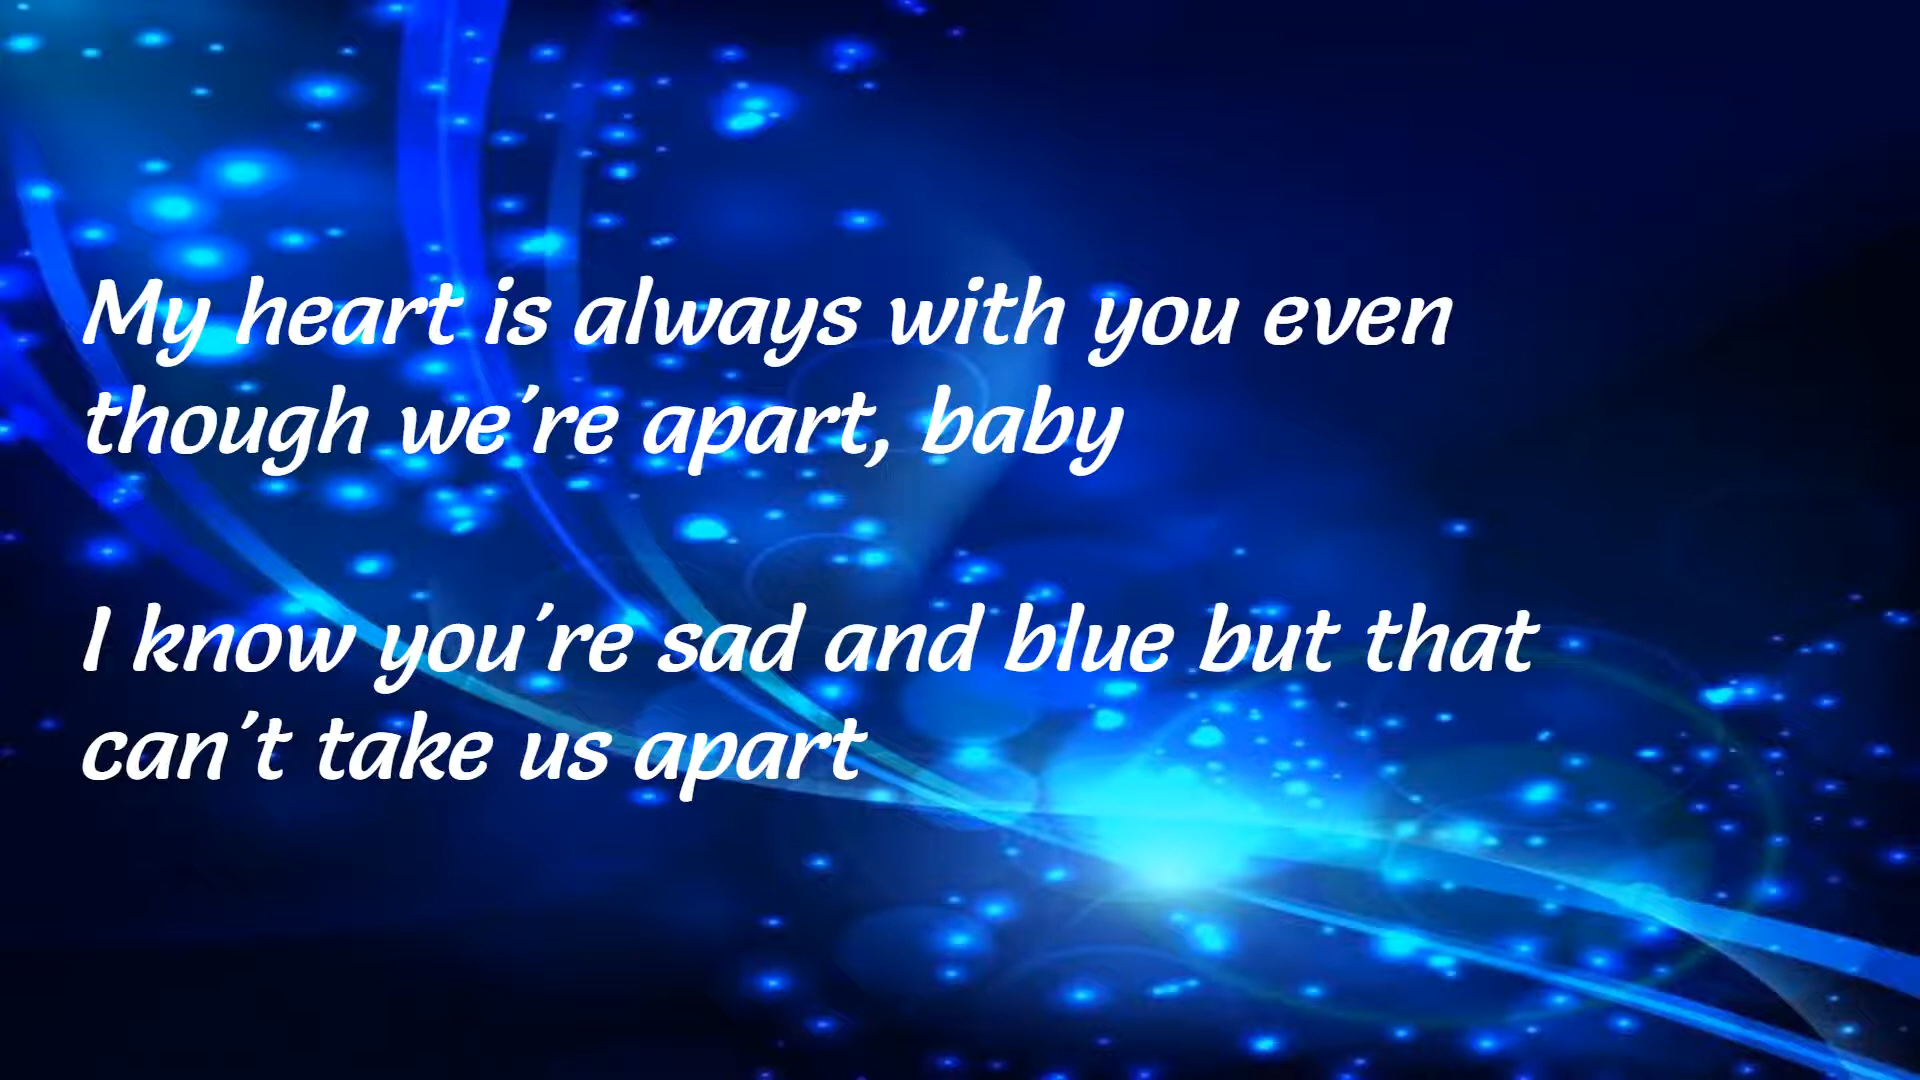 My heart is always with you even
though we're apart, baby
I know you're sad and blue but that
can't take us apart